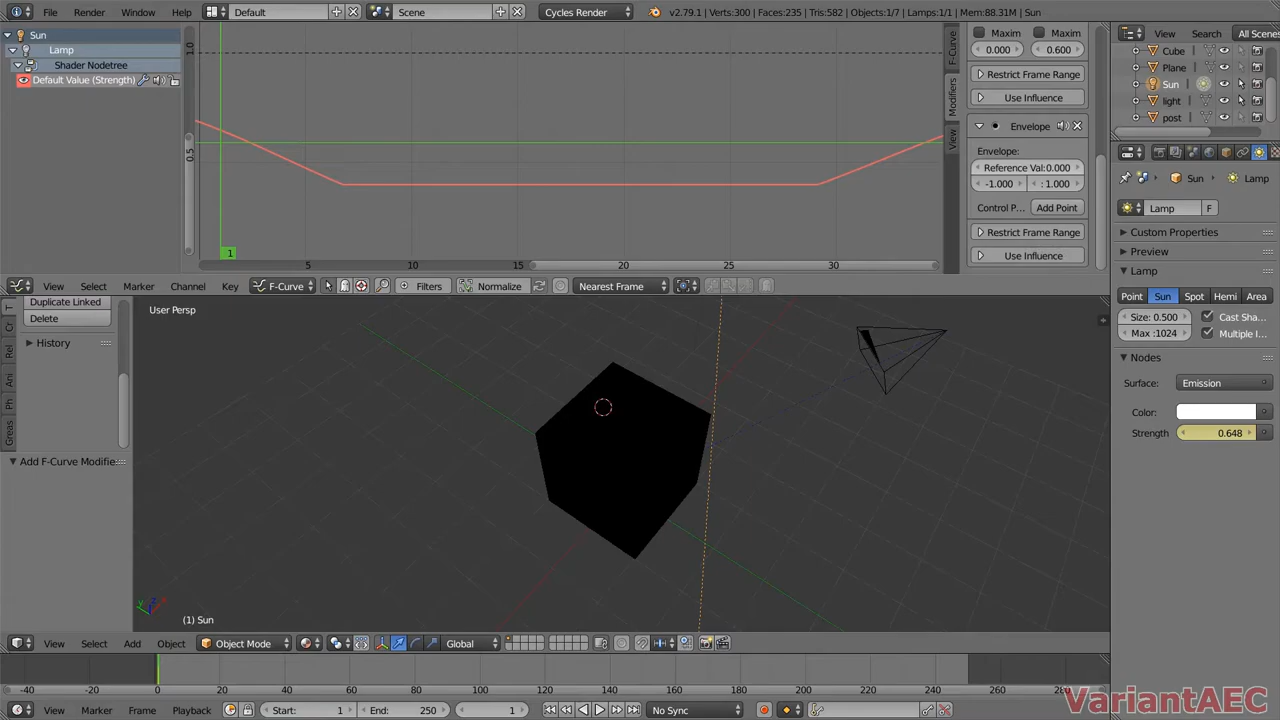 File Render Window Help Default Scene Cycles Render v2.79.1 | Verts:300 | Faces:235 | Tris:582 | Objects:1/7 | Lamps:1/1 | Mem:88.31M | Sun
Sun
Lamp
Shader Nodetree
Default Value (Strength)
1.0
0.5
1
5 10 15 20 25 30
F-Curve
Modifiers
View
Maxim Maxim
0.000 0.600
Restrict Frame Range
Use Influence
Envelope
Envelope:
Reference Val:0.000
-1.000 : 1.000
Control P... Add Point
Restrict Frame Range
Use Influence
View Select Marker Channel Key F-Curve Filters Normalize Nearest Frame
View Search All Scenes
Cube
Plane
Sun
light
post
Sun Lamp
Lamp F
Custom Properties
Preview
Lamp
Point Sun Spot Hemi Area
Size: 0.500 Cast Sha...
Max :1024 Multiple I...
Nodes
Surface: Emission
Color:
Strength 0.648
T
Cr
Rel
Ani
Ph
Greas
Duplicate Linked
Delete
History
Add F-Curve Modifie
User Persp
(1) Sun
View Select Add Object Object Mode Global
-40 -20 0 20 40 60 80 100 120 140 160 180 200 220 240 260 280
View Marker Frame Playback Start: 1 End: 250 1 No Sync
VariantAEC